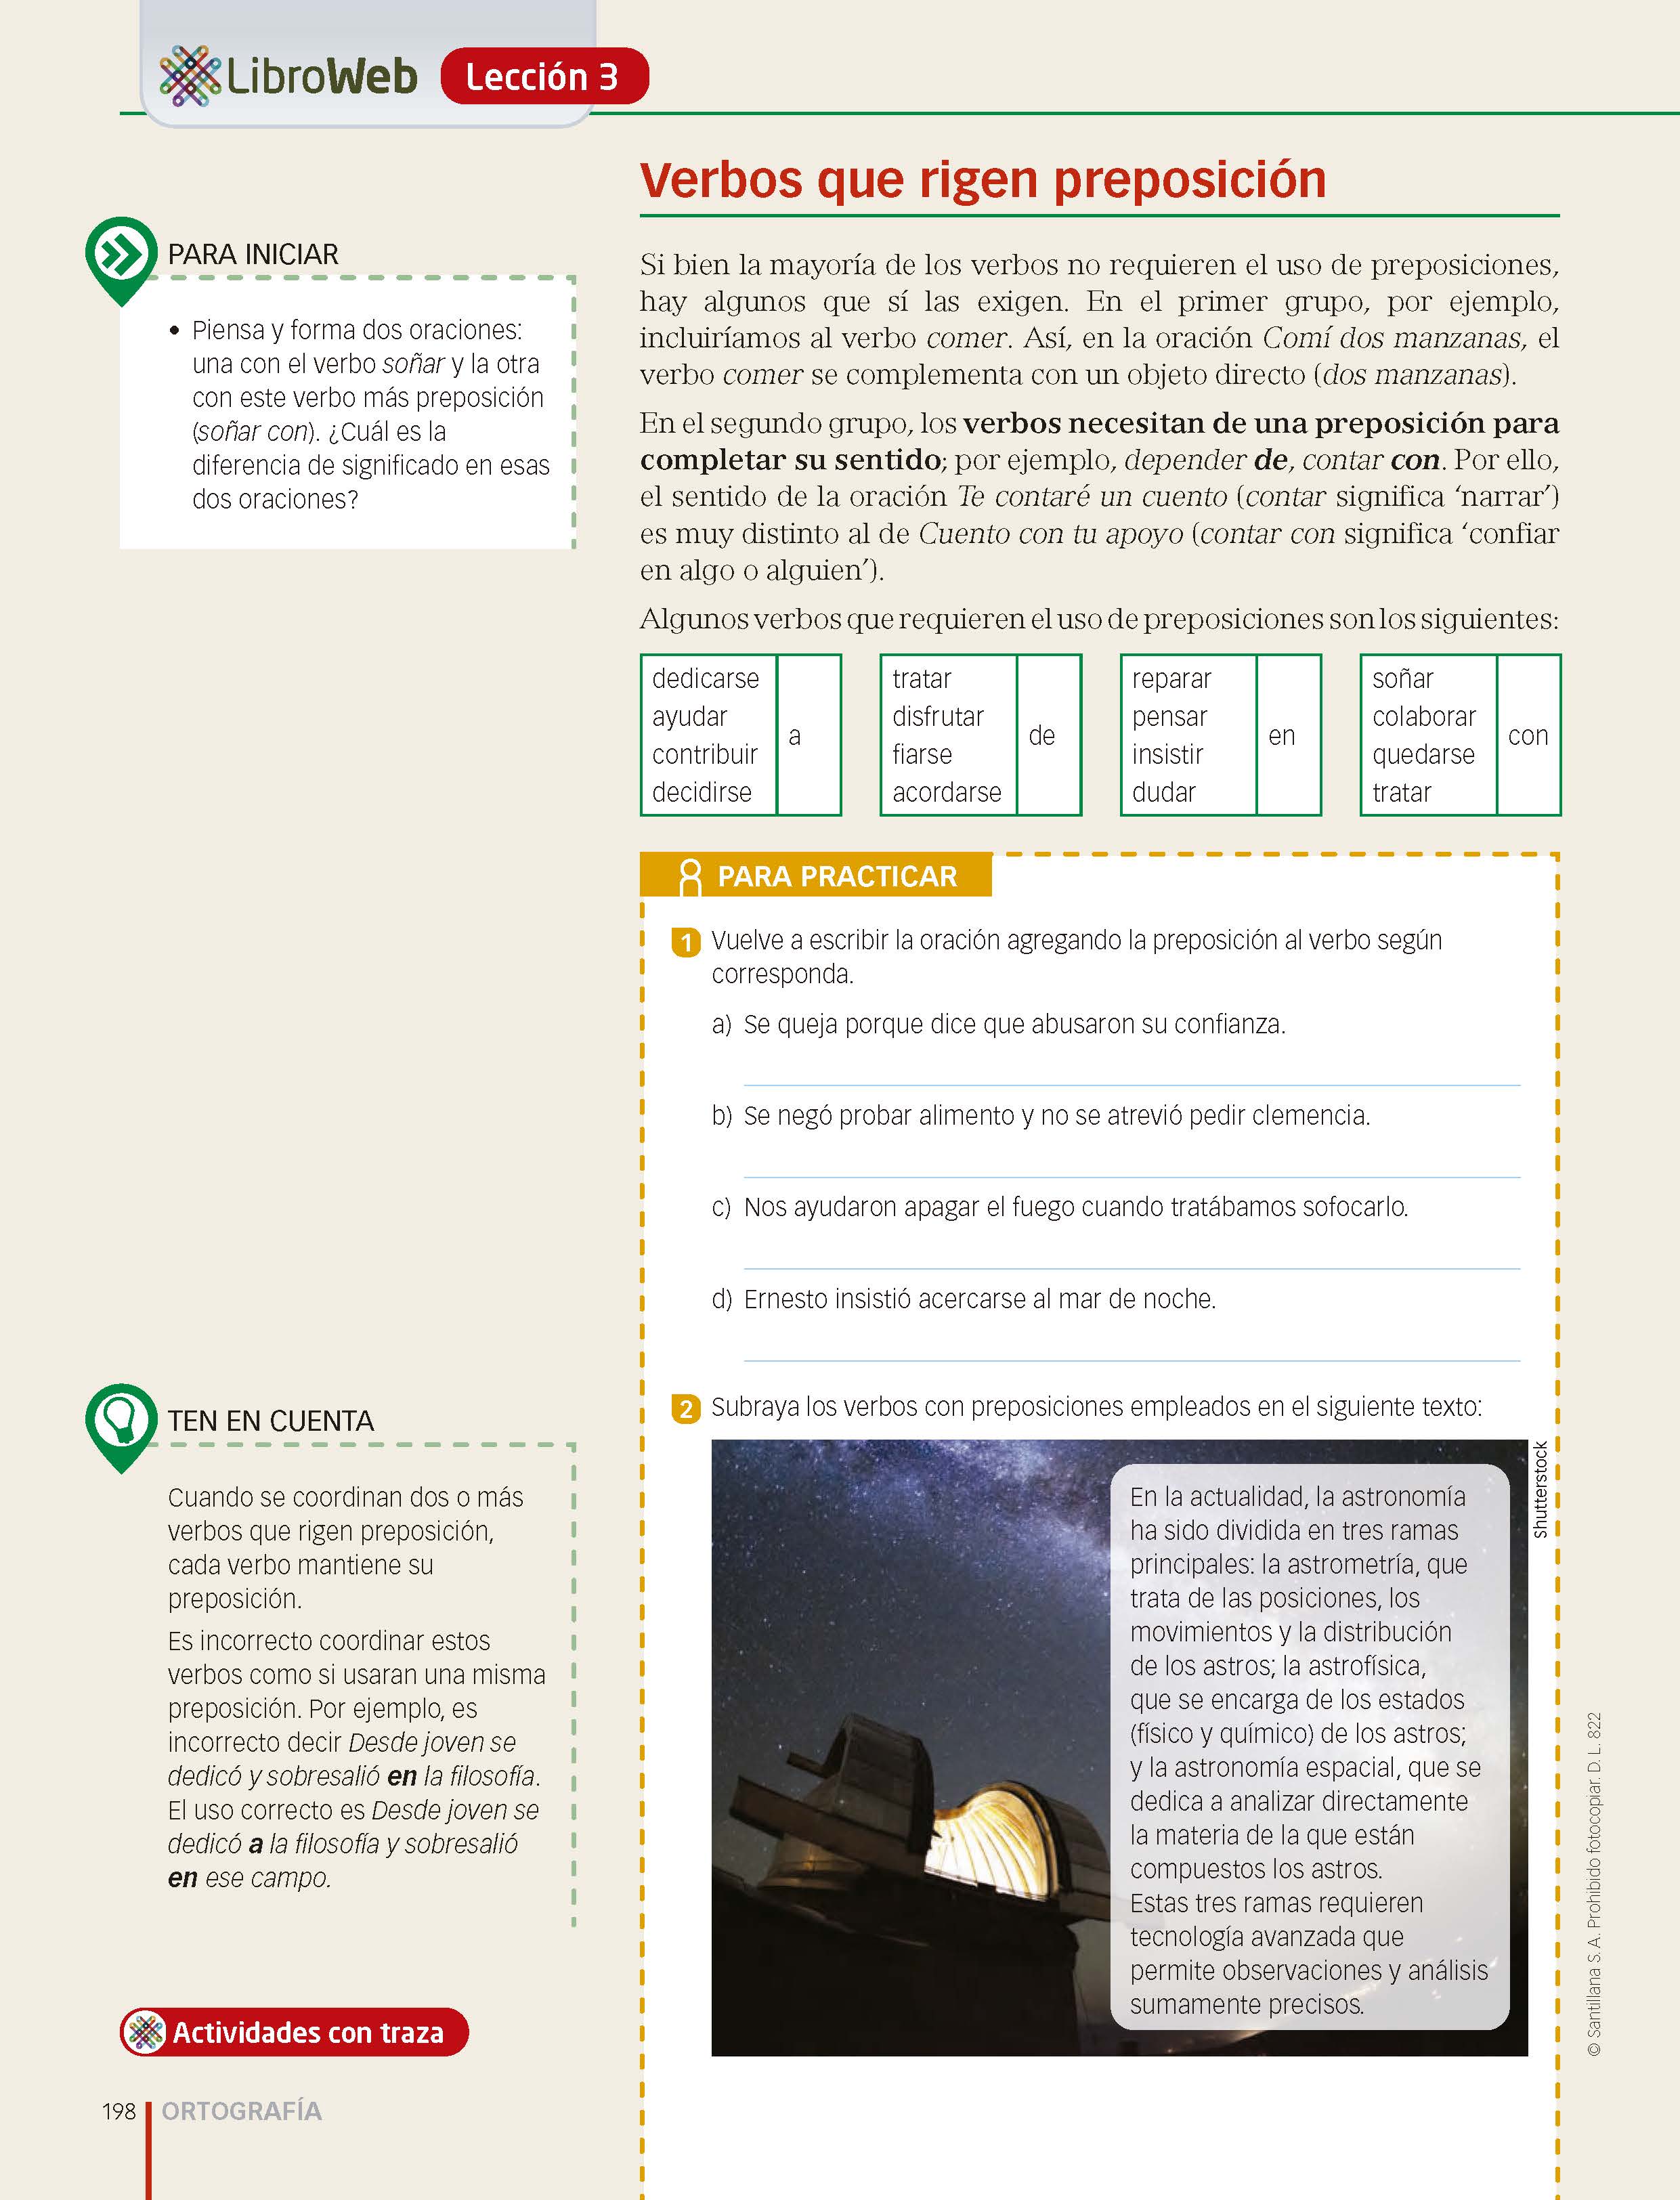 LibroWeb Lección 3
Verbos que rigen preposición
PARA INICIAR
• Piensa y forma dos oraciones:
una con el verbo soñar y la otra
con este verbo más preposición
(soñar con). ¿Cuál es la
diferencia de significado en esas
dos oraciones?
Si bien la mayoría de los verbos no requieren el uso de preposiciones,
hay algunos que sí las exigen. En el primer grupo, por ejemplo,
incluiríamos al verbo comer. Así, en la oración Comí dos manzanas, el
verbo comer se complementa con un objeto directo (dos manzanas).
En el segundo grupo, los verbos necesitan de una preposición para
completar su sentido; por ejemplo, depender de, contar con. Por ello,
el sentido de la oración Te contaré un cuento (contar significa ‘narrar’)
es muy distinto al de Cuento con tu apoyo (contar con significa ‘confiar
en algo o alguien’).
Algunos verbos que requieren el uso de preposiciones son los siguientes:
dedicarse
ayudar
contribuir
decidirse
a
tratar
disfrutar
fiarse
acordarse
de
reparar
pensar
insistir
dudar
en
soñar
colaborar
quedarse
tratar
con
PARA PRACTICAR
1 Vuelve a escribir la oración agregando la preposición al verbo según
corresponda.
a) Se queja porque dice que abusaron su confianza.
b) Se negó probar alimento y no se atrevió pedir clemencia.
c) Nos ayudaron apagar el fuego cuando tratábamos sofocarlo.
d) Ernesto insistió acercarse al mar de noche.
2 Subraya los verbos con preposiciones empleados en el siguiente texto:
En la actualidad, la astronomía
ha sido dividida en tres ramas
principales: la astrometría, que
trata de las posiciones, los
movimientos y la distribución
de los astros; la astrofísica,
que se encarga de los estados
(físico y químico) de los astros;
y la astronomía espacial, que se
dedica a analizar directamente
la materia de la que están
compuestos los astros.
Estas tres ramas requieren
tecnología avanzada que
permite observaciones y análisis
sumamente precisos.
Shutterstock
TEN EN CUENTA
Cuando se coordinan dos o más
verbos que rigen preposición,
cada verbo mantiene su
preposición.
Es incorrecto coordinar estos
verbos como si usaran una misma
preposición. Por ejemplo, es
incorrecto decir Desde joven se
dedicó y sobresalió en la filosofía.
El uso correcto es Desde joven se
dedicó a la filosofía y sobresalió
en ese campo.
Actividades con traza
© Santillana S. A. Prohibido fotocopiar. D. L. 822
198 ORTOGRAFÍA